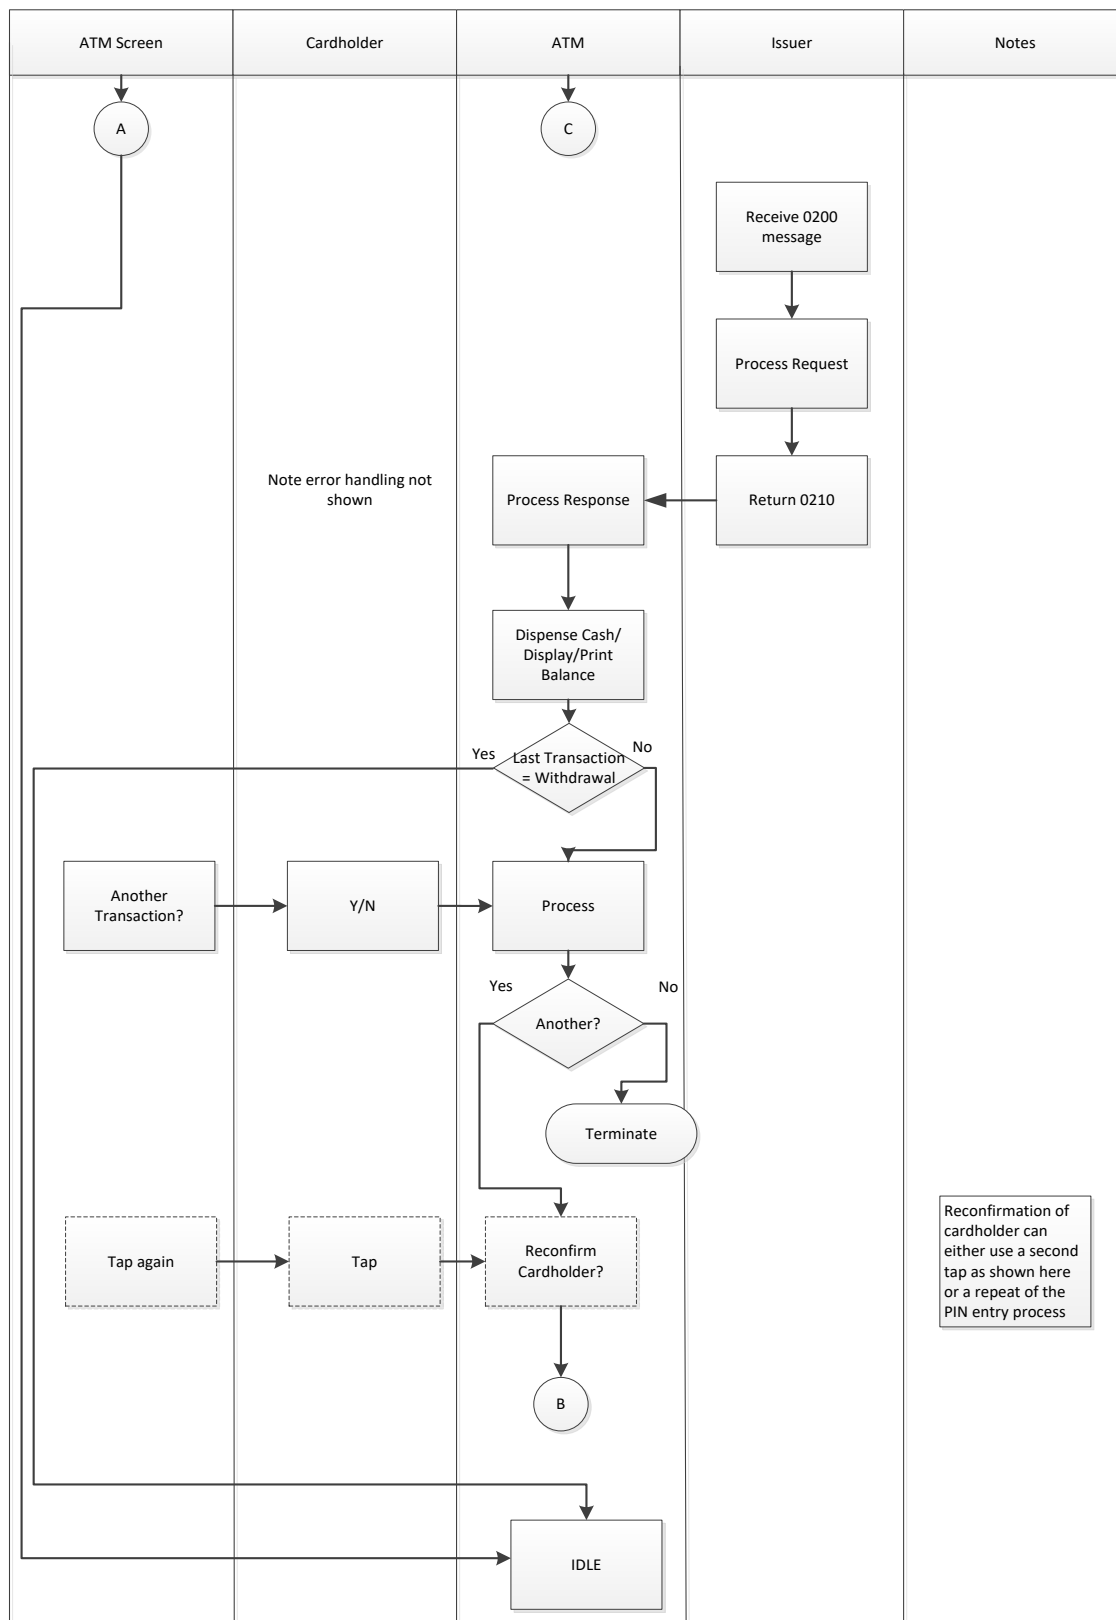 ATM Screen
Cardholder
ATM
Issuer
Notes
A
C
Receive 0200
message
Process Request
Note error handling not
shown
Process Response
Return 0210
Dispense Cash/
Display/Print
Balance
Yes
Last Transaction
= Withdrawal
No
Another
Transaction?
Y/N
Process
Yes
No
Another?
Terminate
Tap again
Tap
Reconfirm
Cardholder?
Reconfirmation of
cardholder can
either use a second
tap as shown here
or a repeat of the
PIN entry process
B
IDLE